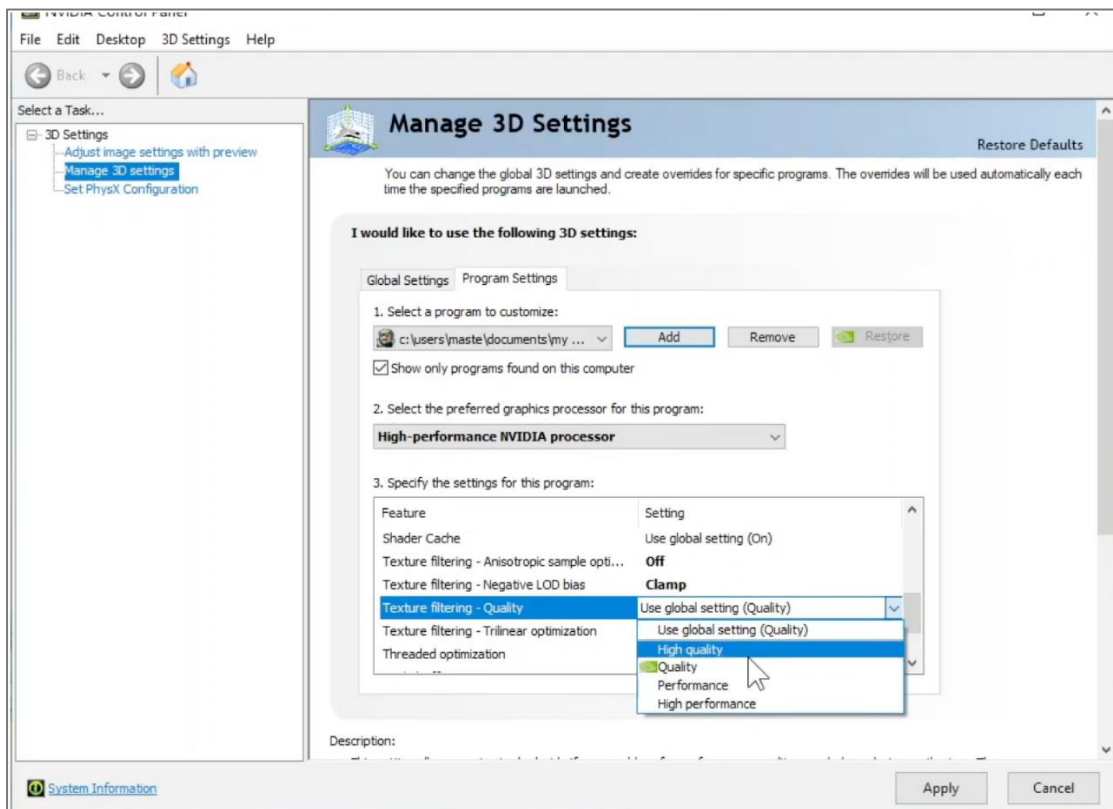 NVIDIA Control Panel
File Edit Desktop 3D Settings Help
Back
Select a Task...
3D Settings
Adjust image settings with preview
Manage 3D settings
Set PhysX Configuration
Manage 3D Settings
Restore Defaults
You can change the global 3D settings and create overrides for specific programs. The overrides will be used automatically each
time the specified programs are launched.
I would like to use the following 3D settings:
Global Settings Program Settings
1. Select a program to customize:
c:\users\maste\documents\my ... Add Remove Restore
Show only programs found on this computer
2. Select the preferred graphics processor for this program:
High-performance NVIDIA processor
3. Specify the settings for this program:
Feature Setting
Shader Cache Use global setting (On)
Texture filtering - Anisotropic sample opti... Off
Texture filtering - Negative LOD bias Clamp
Texture filtering - Quality Use global setting (Quality)
Texture filtering - Trilinear optimization Use global setting (Quality)
Threaded optimization High quality
Quality
Performance
High performance
Description:
System Information Apply Cancel